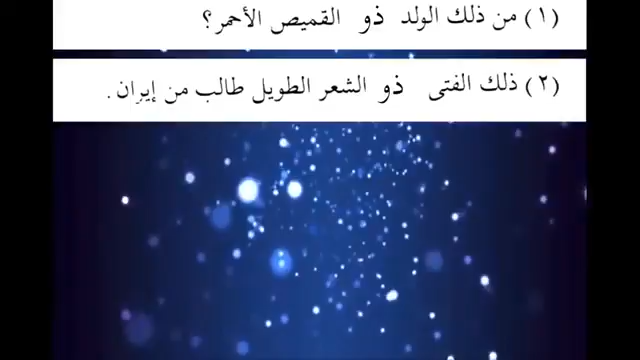 (١) من ذلك الولد ذو القميص الأحمر؟
(٢) ذلك الفتى ذو الشعر الطويل طالب من إيران.